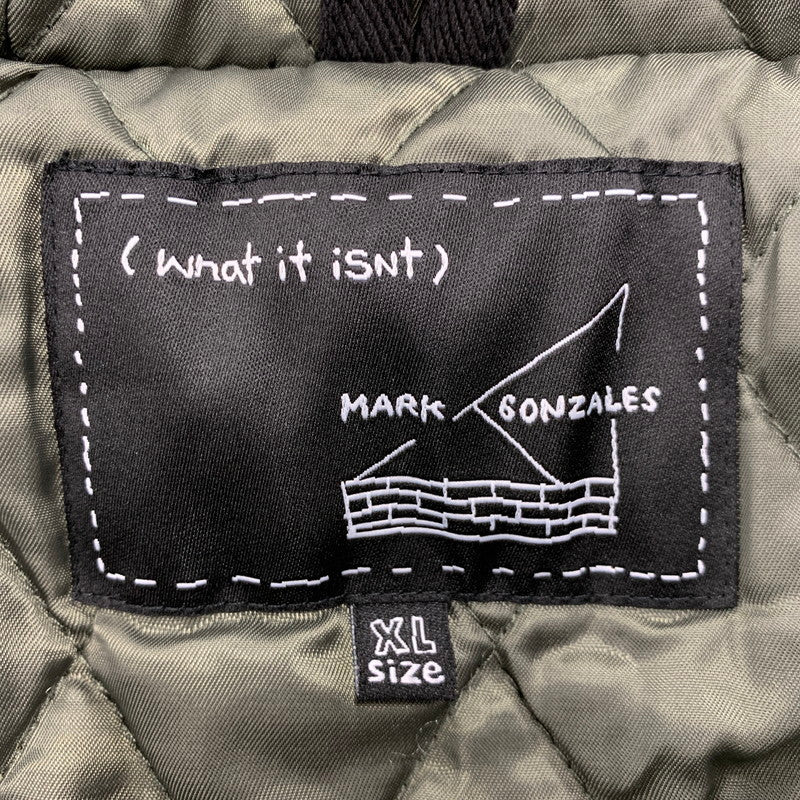 (What it iSNt)
MARK GONZALES
XL
Size